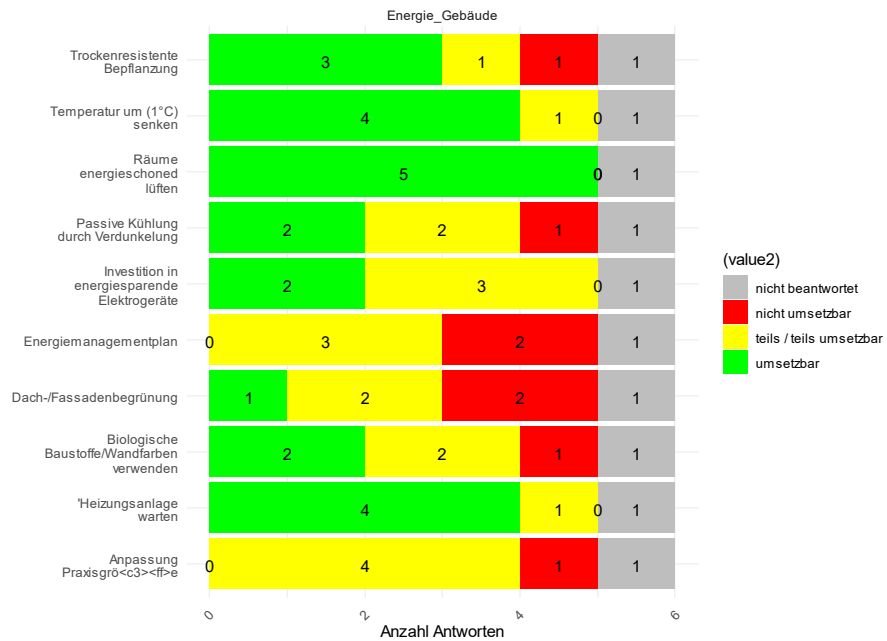 Energie_Gebäude
Trockenresistente
Bepflanzung
3 1 1 1
Temperatur um (1°C)
senken
4 1 0 1
Räume
energieschoned
lüften
5 0 1
Passive Kühlung
durch Verdunkelung
2 2 1 1
Investition in
energiesparende
Elektrogeräte
2 3 0 1
Energiemanagementplan
0 3 2 1
Dach-/Fassadenbegrünung
1 2 2 1
Biologische
Baustoffe/Wandfarben
verwenden
2 2 1 1
'Heizungsanlage
warten
4 1 0 1
Anpassung
Praxisgrö<c3><ff>e
0 4 1 1
0 2 4 6
Anzahl Antworten
(value2)
nicht beantwortet
nicht umsetzbar
teils / teils umsetzbar
umsetzbar